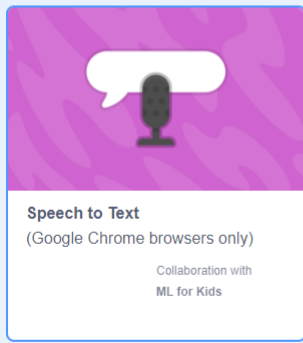 Speech to Text
(Google Chrome browsers only)
Collaboration with
ML for Kids